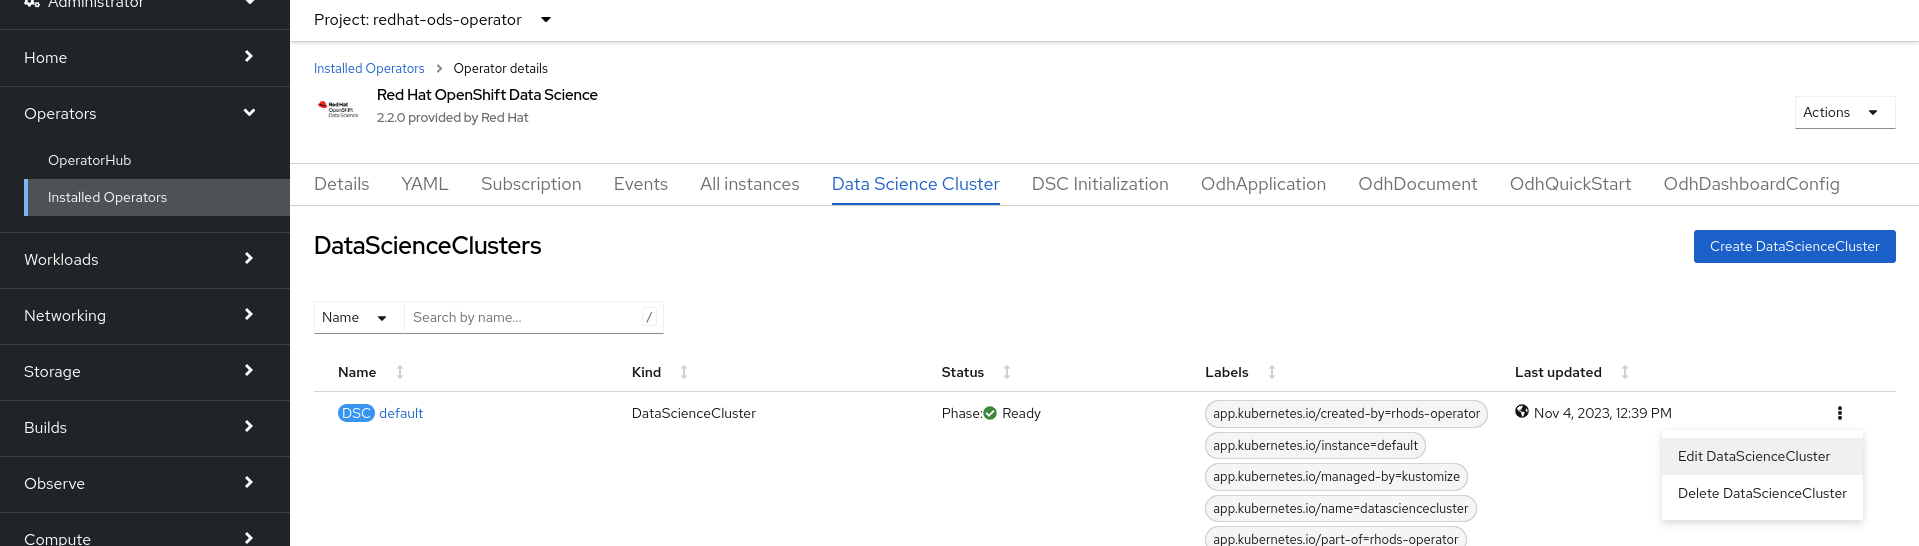 Administrator
Home
Operators
OperatorHub
Installed Operators
Workloads
Networking
Storage
Builds
Observe
Compute
Project: redhat-ods-operator
Installed Operators > Operator details
Red Hat OpenShift Data Science
Red Hat OpenShift Data Science
2.2.0 provided by Red Hat
Actions
Details YAML Subscription Events All instances Data Science Cluster DSC Initialization OdhApplication OdhDocument OdhQuickStart OdhDashboardConfig
DataScienceClusters
Create DataScienceCluster
Name Search by name... /
Name Kind Status Labels Last updated
DSC default DataScienceCluster Phase: Ready app.kubernetes.io/created-by=rhods-operator Nov 4, 2023, 12:39 PM
app.kubernetes.io/instance=default
app.kubernetes.io/managed-by=kustomize
app.kubernetes.io/name=datasciencecluster
app.kubernetes.io/part-of=rhods-operator
Edit DataScienceCluster
Delete DataScienceCluster